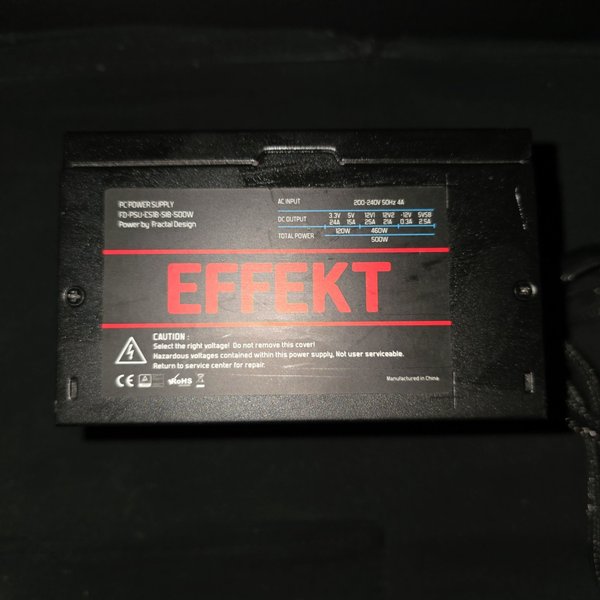 PC POWER SUPPLY
FD-PSU-ES1B-S1B-500W
Power by Fractal Design
AC INPUT 200-240V 50Hz 4A
DC OUTPUT 3.3V 5V 12V1 12V2 -12V 5VSB
24A 15A 25A 21A 0.3A 2.5A
TOTAL POWER 120W 460W
500W
EFFEKT
CAUTION :
Select the right voltage! Do not remove this cover!
Hazardous voltages contained within this power supply. Not user serviceable.
Return to service center for repair.
CE RoHS
Manufactured in China